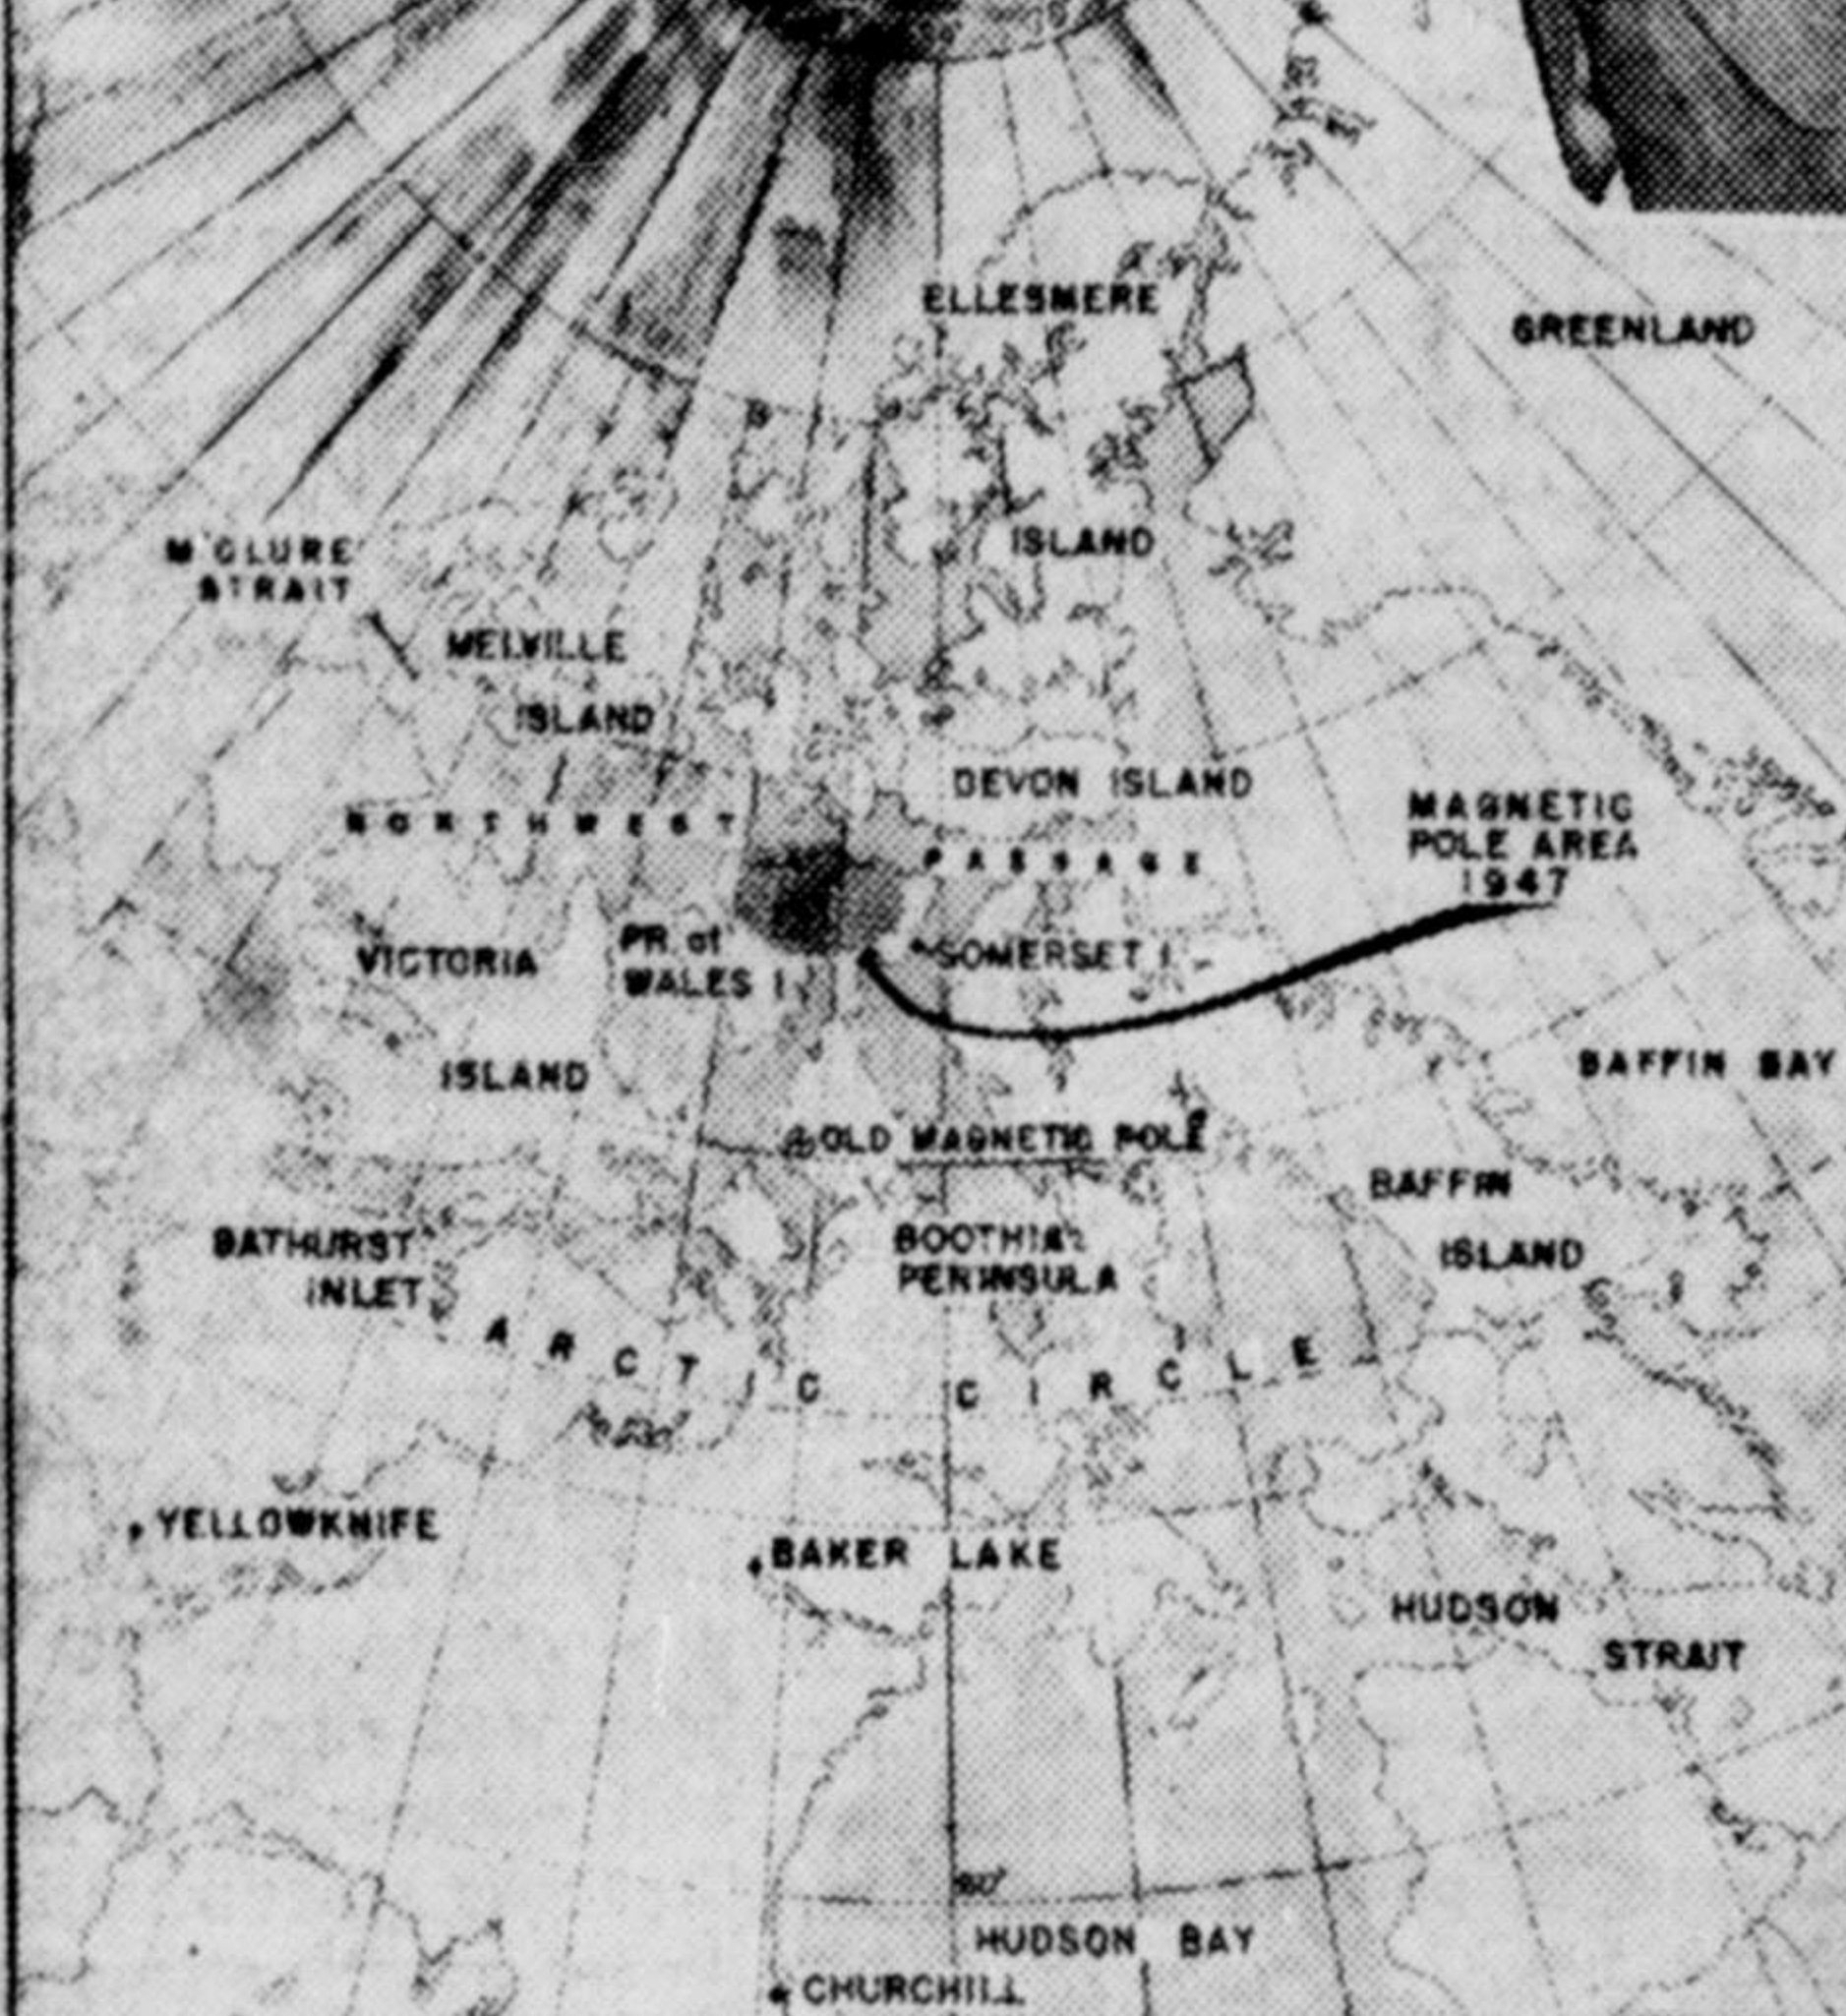 ELLESMERE
GREENLAND
ISLAND
M'CLURE
STRAIT
MELVILLE
ISLAND
DEVON ISLAND
MAGNETIC
POLE AREA
1947
NORTHWEST
PASSAGE
PR. of
WALES I.
SOMERSET I.
VICTORIA
ISLAND
BAFFIN BAY
OLD MAGNETIC POLE
BAFFIN
ISLAND
BATHURST
INLET
BOOTHIA
PENINSULA
ARCTIC CIRCLE
YELLOWKNIFE
BAKER LAKE
HUDSON
STRAIT
60°
HUDSON BAY
CHURCHILL